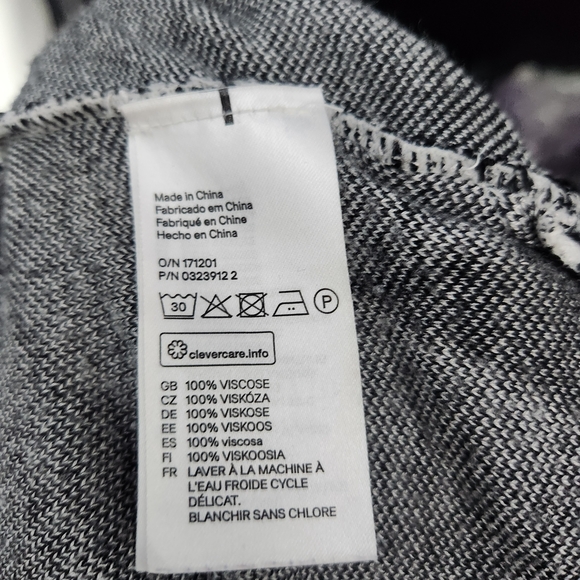 Made in China
Fabricado em China
Fabriqué en Chine
Hecho en China
O/N 171201
P/N 0323912 2
30 P
clevercare.info
GB 100% VISCOSE
CZ 100% VISKÓZA
DE 100% VISKOSE
EE 100% VISKOOS
ES 100% viscosa
FI 100% VISKOOSIA
FR LAVER À LA MACHINE À
L'EAU FROIDE CYCLE
DÉLICAT.
BLANCHIR SANS CHLORE